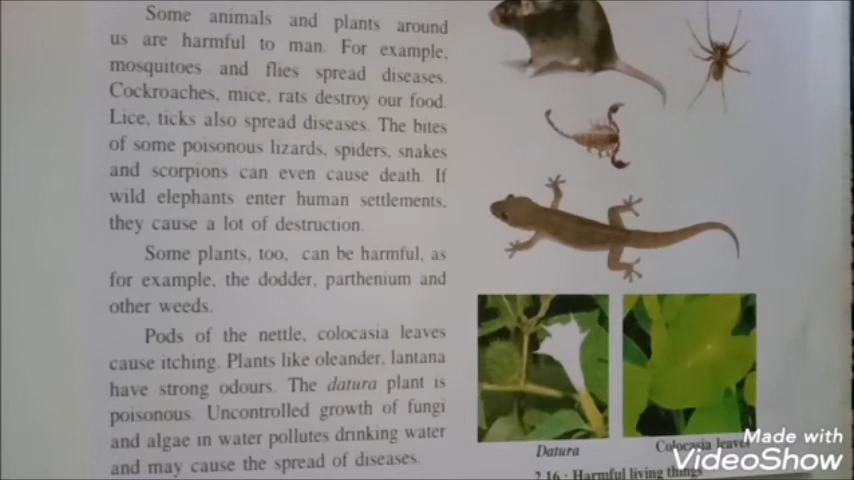 Some animals and plants around
us are harmful to man. For example,
mosquitoes and flies spread diseases.
Cockroaches, mice, rats destroy our food.
Lice, ticks also spread diseases. The bites
of some poisonous lizards, spiders, snakes
and scorpions can even cause death. If
wild elephants enter human settlements,
they cause a lot of destruction.
Some plants, too, can be harmful, as
for example, the dodder, parthenium and
other weeds.
Pods of the nettle, colocasia leaves
cause itching. Plants like oleander, lantana
have strong odours. The datura plant is
poisonous. Uncontrolled growth of fungi
and algae in water pollutes drinking water
and may cause the spread of diseases.
Datura
Colocasia leaves
2.16 : Harmful living things
Made with
VideoShow